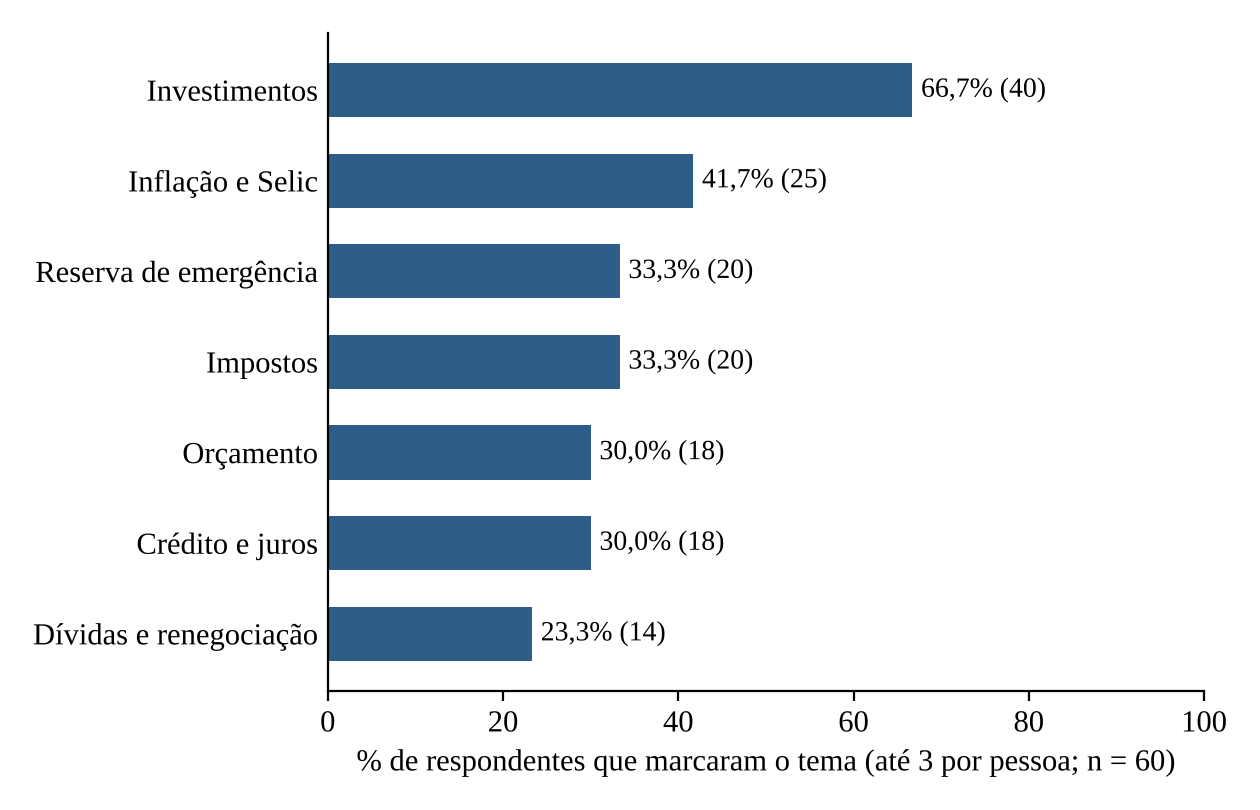 Investimentos 66,7% (40)
Inflação e Selic 41,7% (25)
Reserva de emergência 33,3% (20)
Impostos 33,3% (20)
Orçamento 30,0% (18)
Crédito e juros 30,0% (18)
Dívidas e renegociação 23,3% (14)
0 20 40 60 80 100
% de respondentes que marcaram o tema (até 3 por pessoa; n = 60)